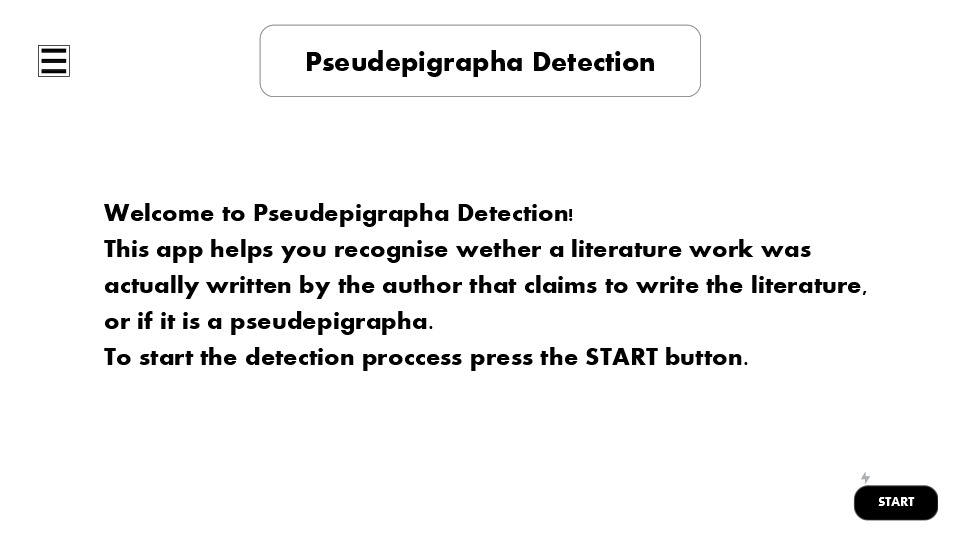 Pseudepigrapha Detection
Welcome to Pseudepigrapha Detection!
This app helps you recognise wether a literature work was
actually written by the author that claims to write the literature,
or if it is a pseudepigrapha.
To start the detection proccess press the START button.
START